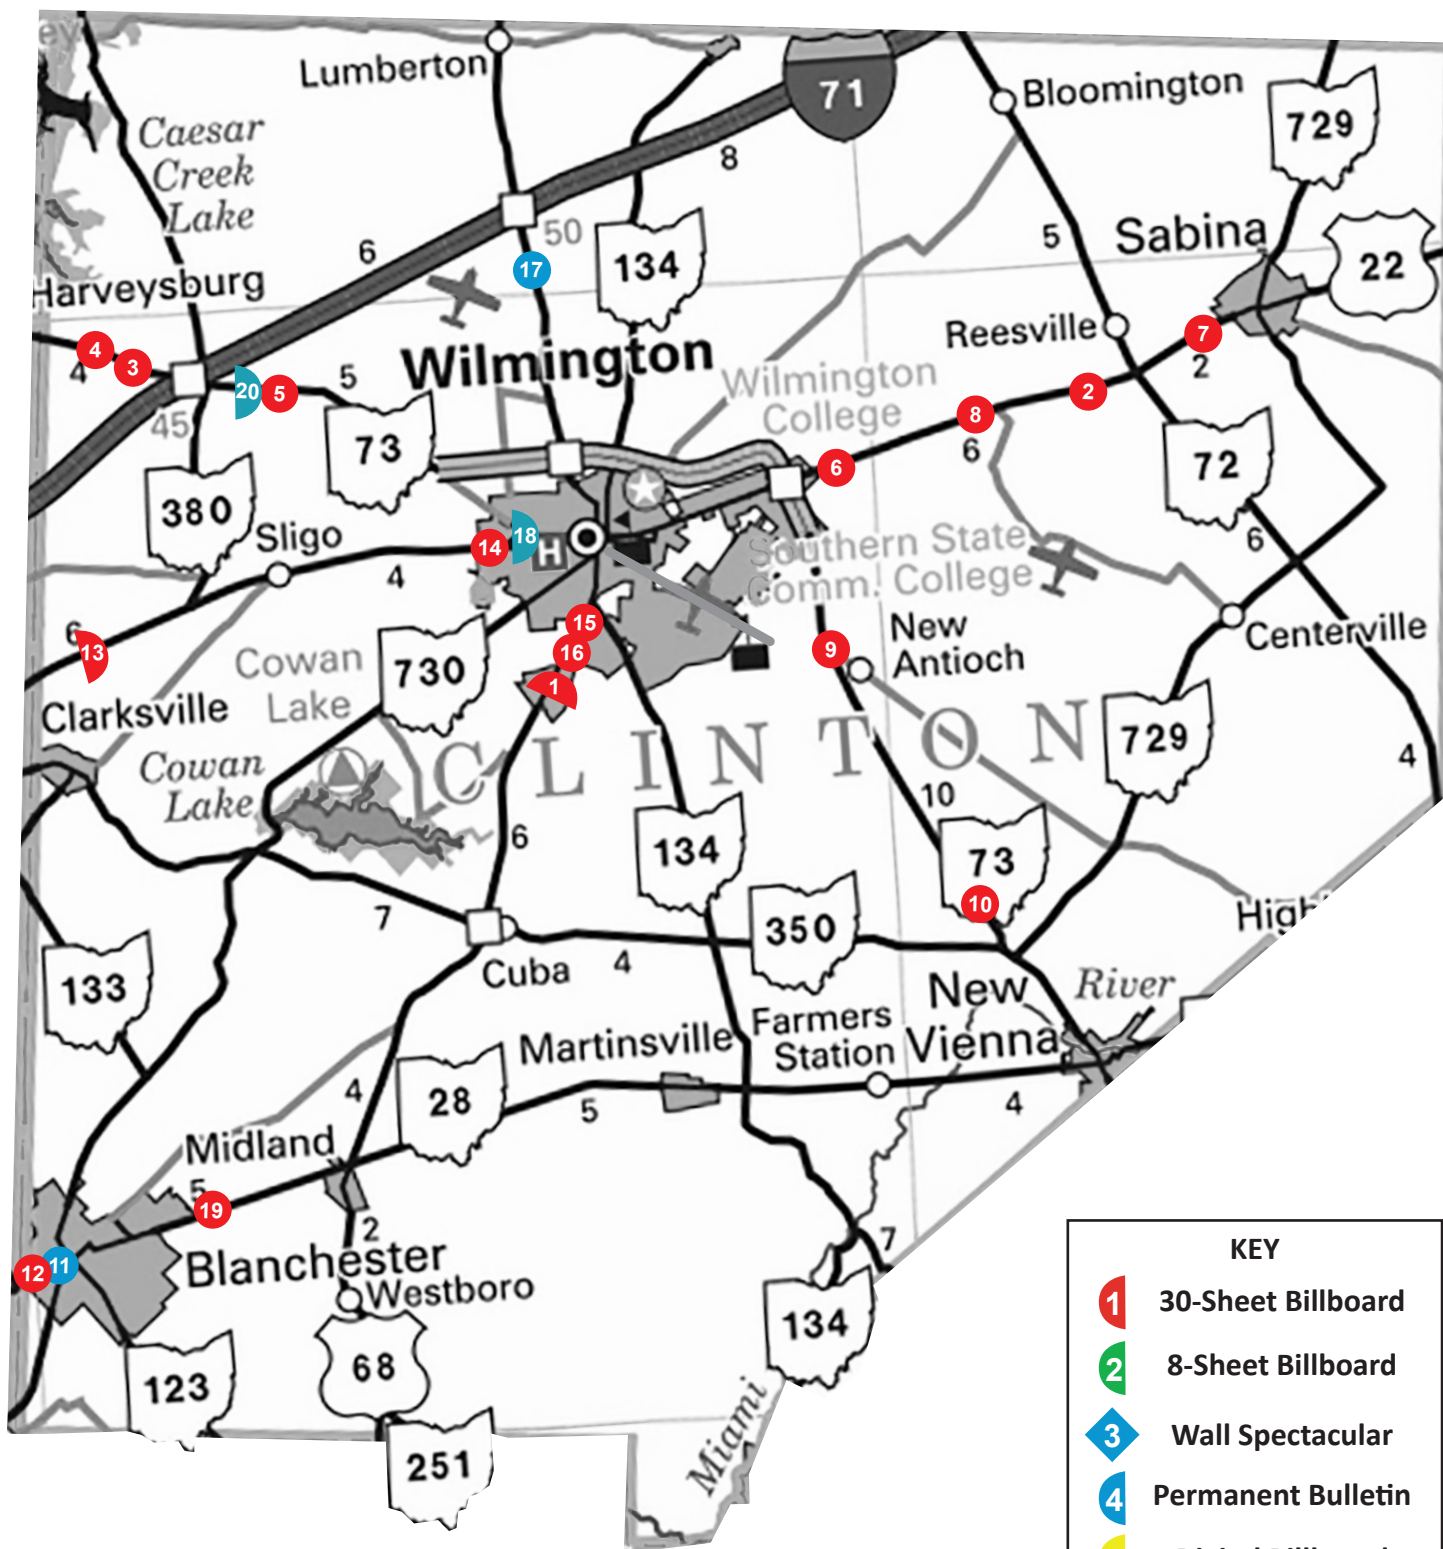 Lumberton
71
Bloomington
729
Caesar
Creek
Lake
8
6
50
17
134
5
Sabina
22
Harveysburg
4
3
4
20
5
5
45
Wilmington
Reesville
7
2
2
Wilmington
College
8
6
6
73
72
380
Sligo
14
18
H
4
Southern State
Comm. College
6
6
13
15
16
1
9
New
Antioch
Centerville
730
Cowan
Lake
Clarksville
Cowan
Lake
CLINTON
729
4
10
6
134
73
10
350
7
High
133
Cuba
4
New
Vienna
River
Farmers
Station
Martinsville
4
28
5
4
Midland
5
19
2
7
12
11
Blanchester
Westboro
134
68
123
251
Miami
KEY
1 30-Sheet Billboard
2 8-Sheet Billboard
3 Wall Spectacular
4 Permanent Bulletin